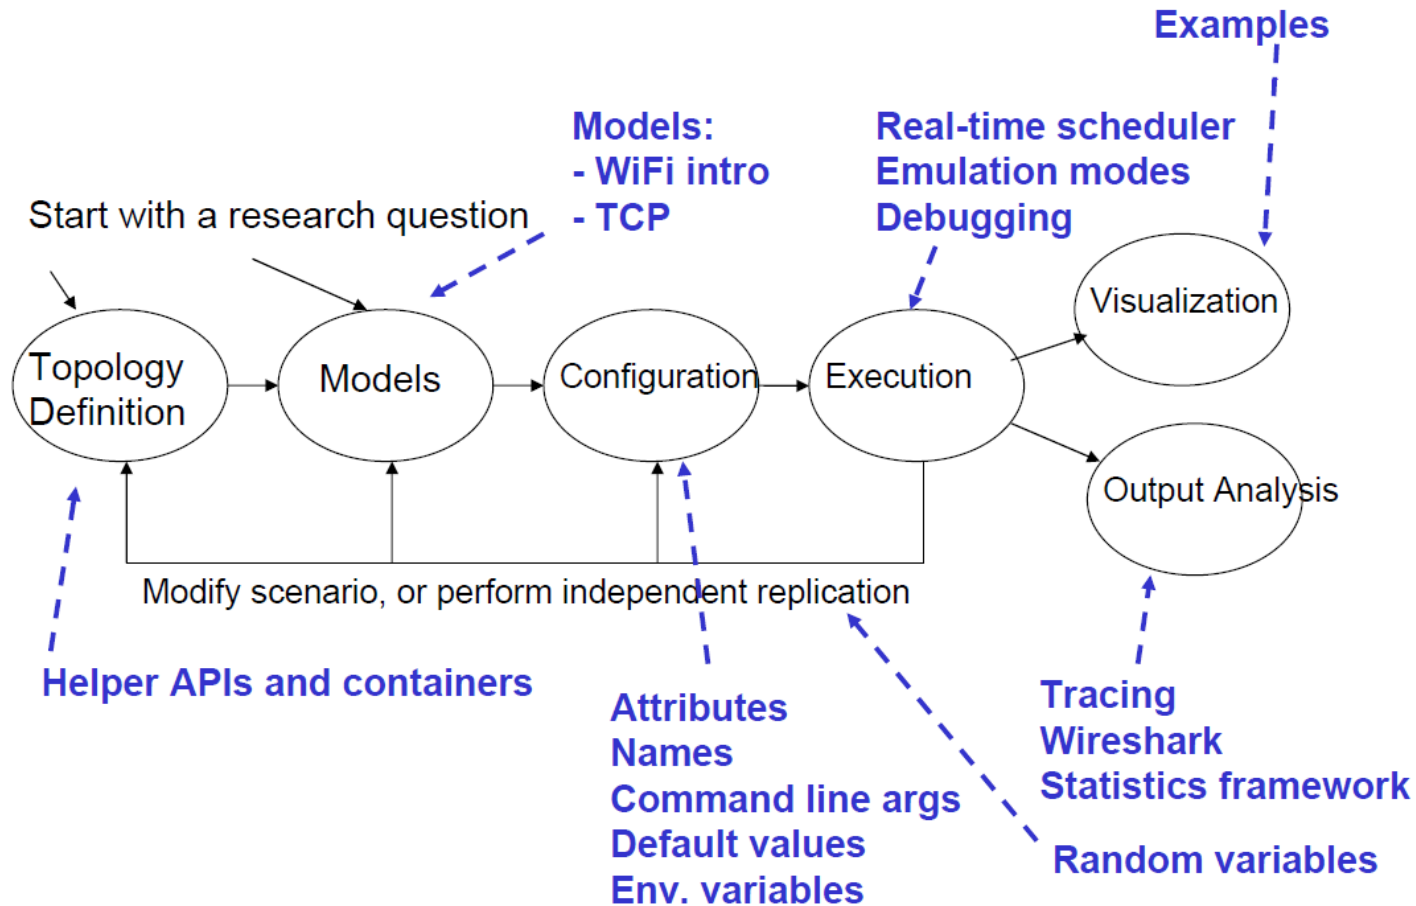 Examples
Models:
- WiFi intro
- TCP
Real-time scheduler
Emulation modes
Debugging
Start with a research question
Topology
Definition
Models
Configuration
Execution
Visualization
Output Analysis
Modify scenario, or perform independent replication
Helper APIs and containers
Attributes
Names
Command line args
Default values
Env. variables
Tracing
Wireshark
Statistics framework
Random variables